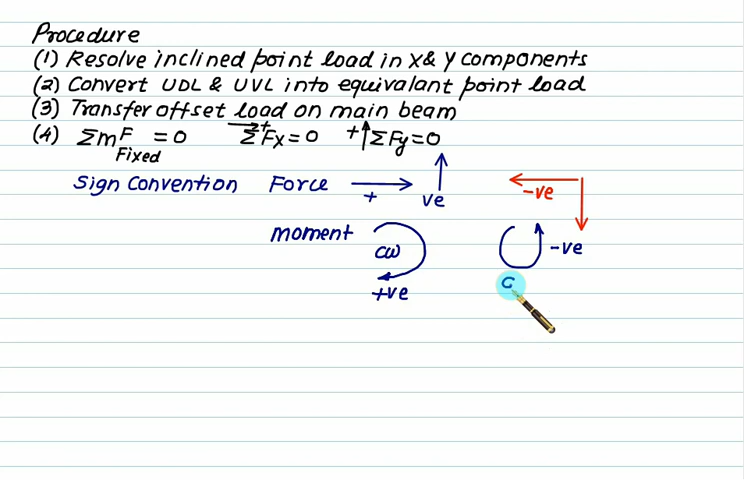 Procedure
(1) Resolve inclined point load in x & y components
(2) Convert UDL & UVL into equivalant point load
(3) Transfer offset load on main beam
(4) ΣmF = 0 ΣFx = 0 + ΣFy = 0
Fixed +
Sign Convention Force + ve -ve
moment cw -ve
+ve
C